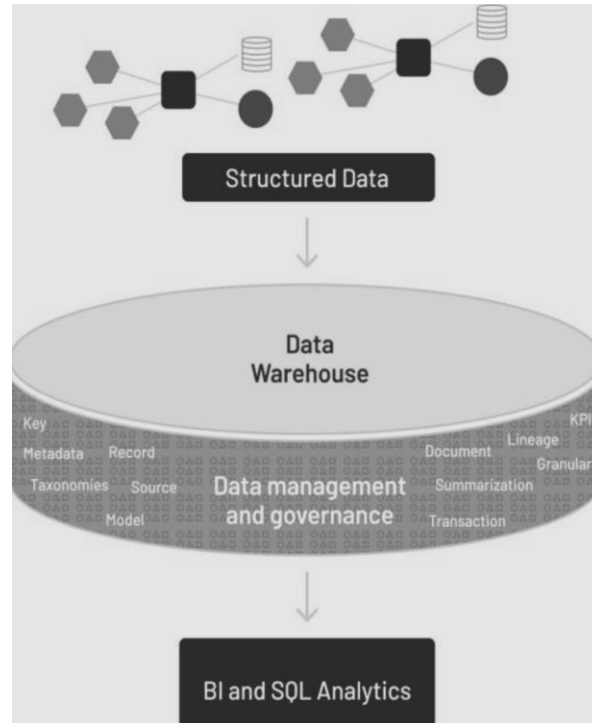 Structured Data
Data
Warehouse
Key
KPI
Metadata
Record
Document
Lineage
Granular
Taxonomies
Source
Data management
and governance
Summarization
Model
Transaction
BI and SQL Analytics